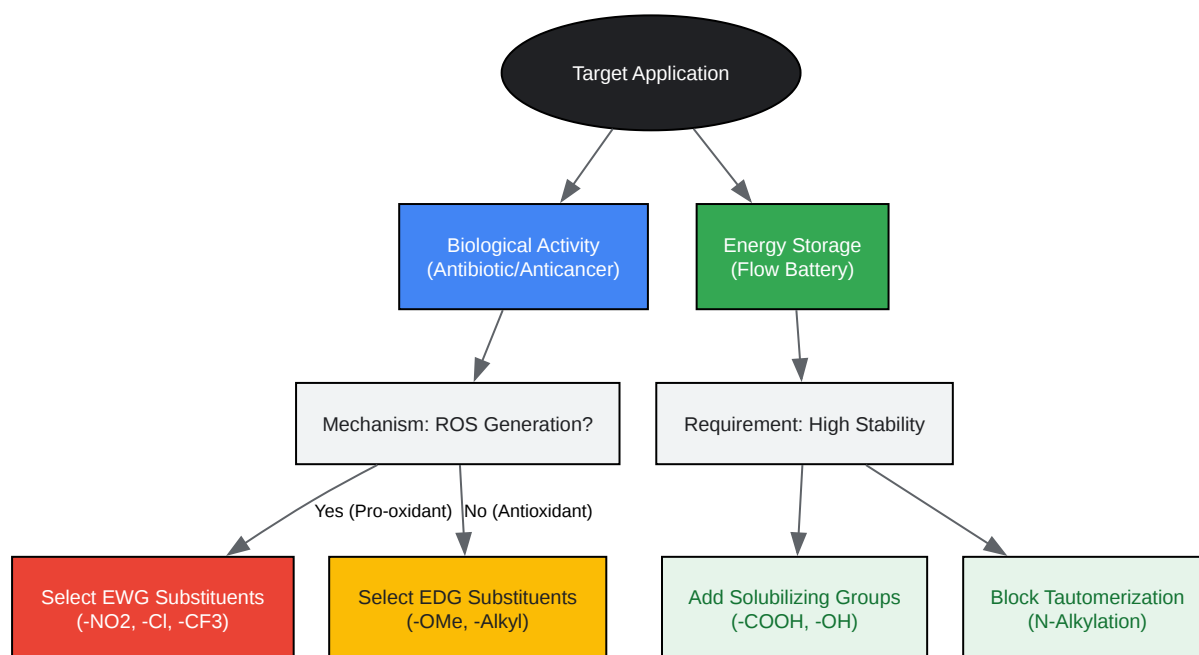 Target Application
Biological Activity
(Antibiotic/Anticancer)
Energy Storage
(Flow Battery)
Mechanism: ROS Generation?
Requirement: High Stability
Yes (Pro-oxidant)
No (Antioxidant)
Select EWG Substituents
(-NO2, -Cl, -CF3)
Select EDG Substituents
(-OMe, -Alkyl)
Add Solubilizing Groups
(-COOH, -OH)
Block Tautomerization
(N-Alkylation)